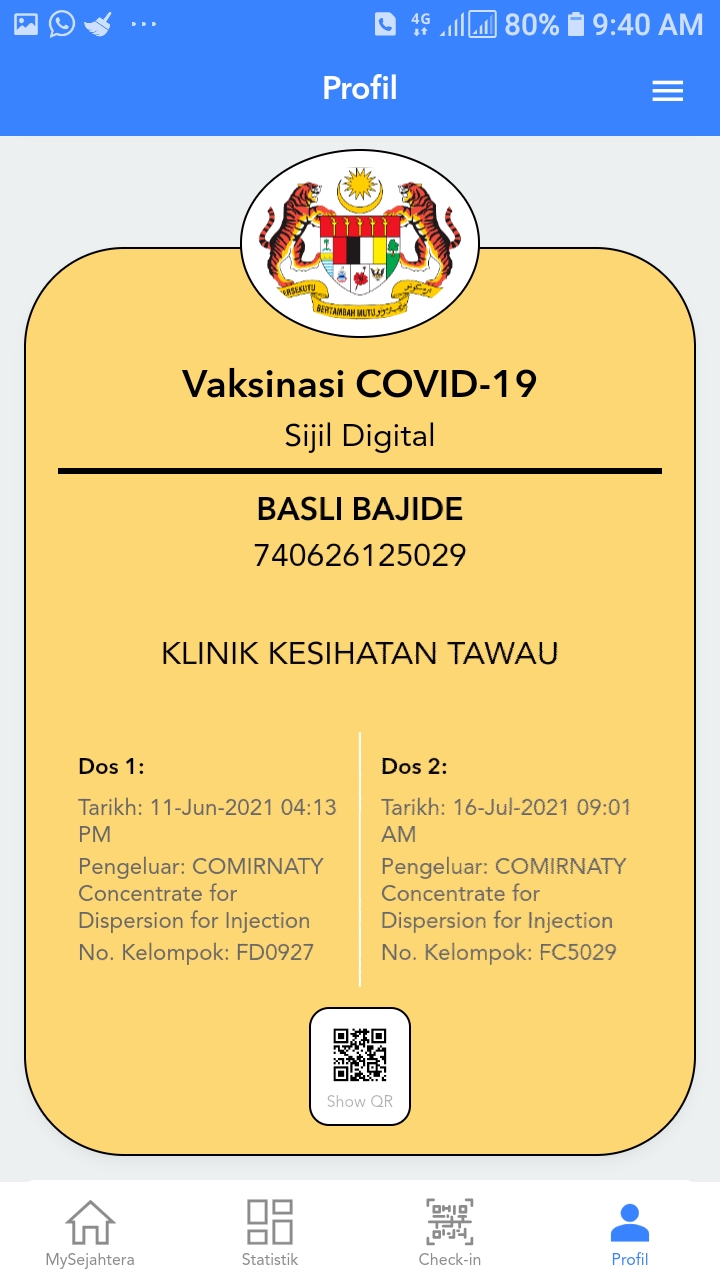 4G 80% 9:40 AM
Profil
BERSEKUTU
BERTAMBAH MUTU
Vaksinasi COVID-19
Sijil Digital
BASLI BAJIDE
740626125029
KLINIK KESIHATAN TAWAU
Dos 1:
Tarikh: 11-Jun-2021 04:13
PM
Pengeluar: COMIRNATY
Concentrate for
Dispersion for Injection
No. Kelompok: FD0927
Dos 2:
Tarikh: 16-Jul-2021 09:01
AM
Pengeluar: COMIRNATY
Concentrate for
Dispersion for Injection
No. Kelompok: FC5029
Show QR
MySejahtera
Statistik
Check-in
Profil